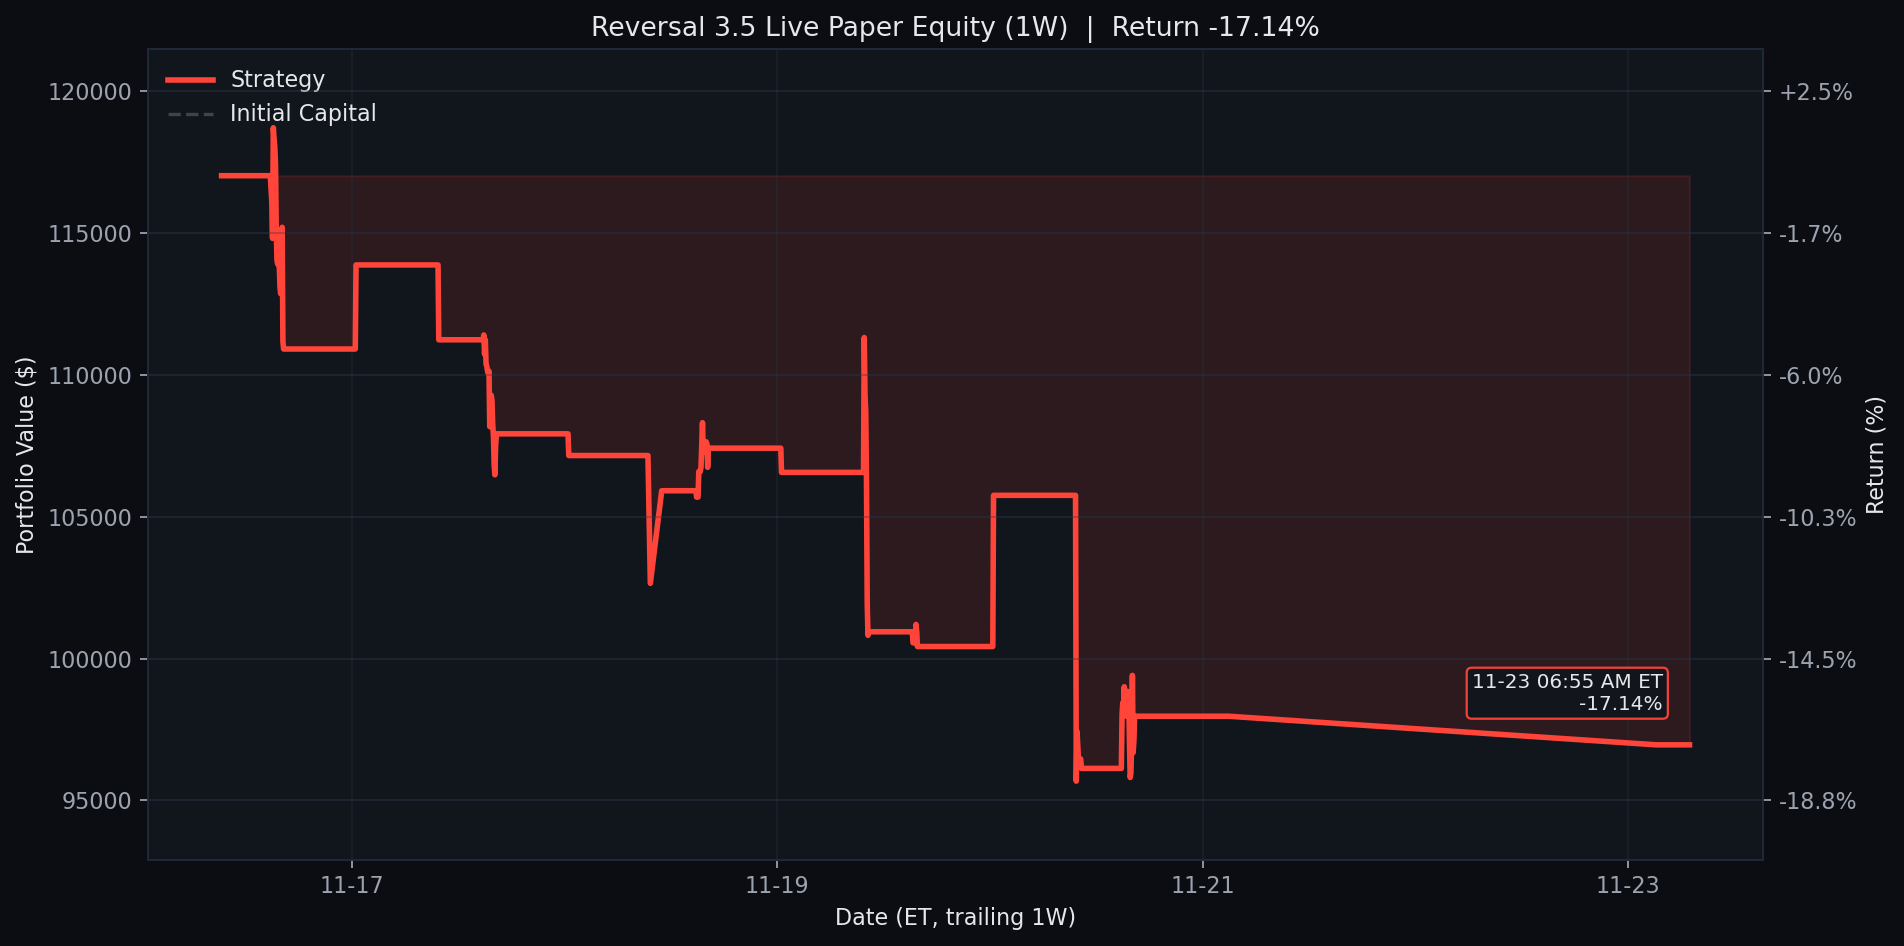 Reversal 3.5 Live Paper Equity (1W)  |  Return -17.14%
Strategy
Initial Capital
120000
115000
110000
105000
100000
95000
Portfolio Value ($)
+2.5%
-1.7%
-6.0%
-10.3%
-14.5%
-18.8%
Return (%)
11-23 06:55 AM ET
-17.14%
11-17
11-19
11-21
11-23
Date (ET, trailing 1W)